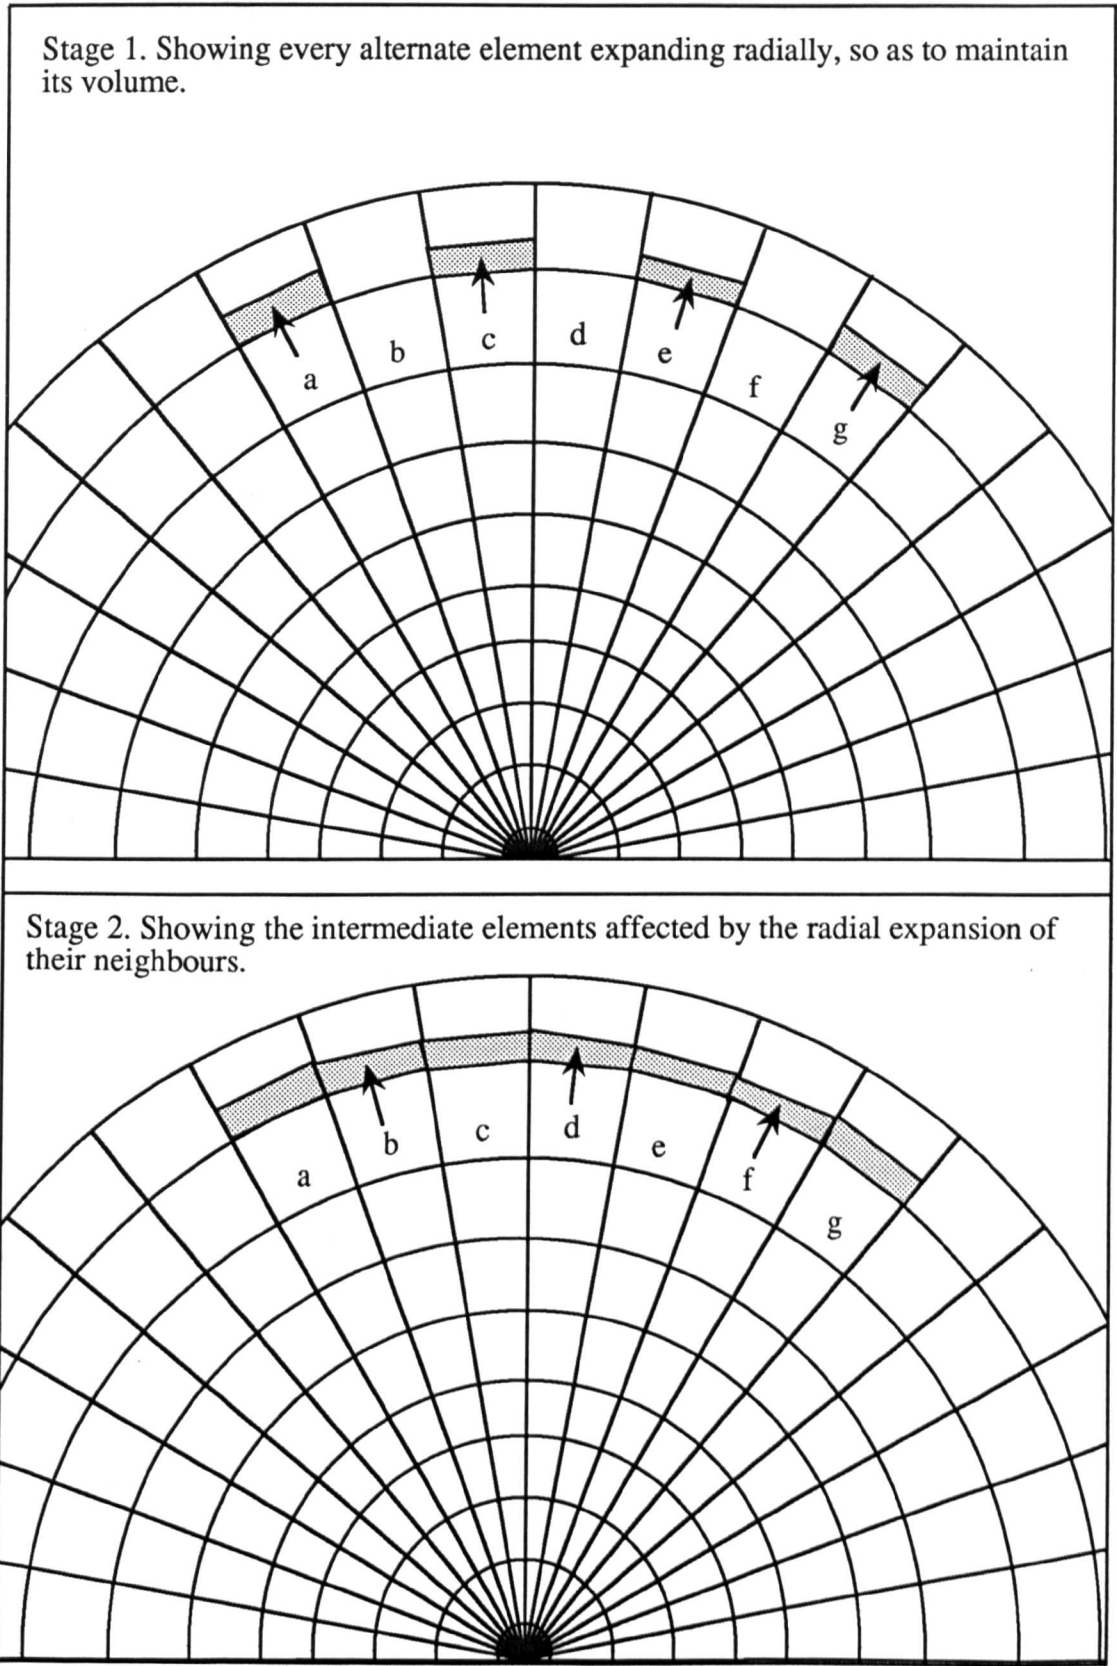 Stage 1. Showing every alternate element expanding radially, so as to maintain
its volume.
a
b
c
d
e
f
g
Stage 2. Showing the intermediate elements affected by the radial expansion of
their neighbours.
a
b
c
d
e
f
g